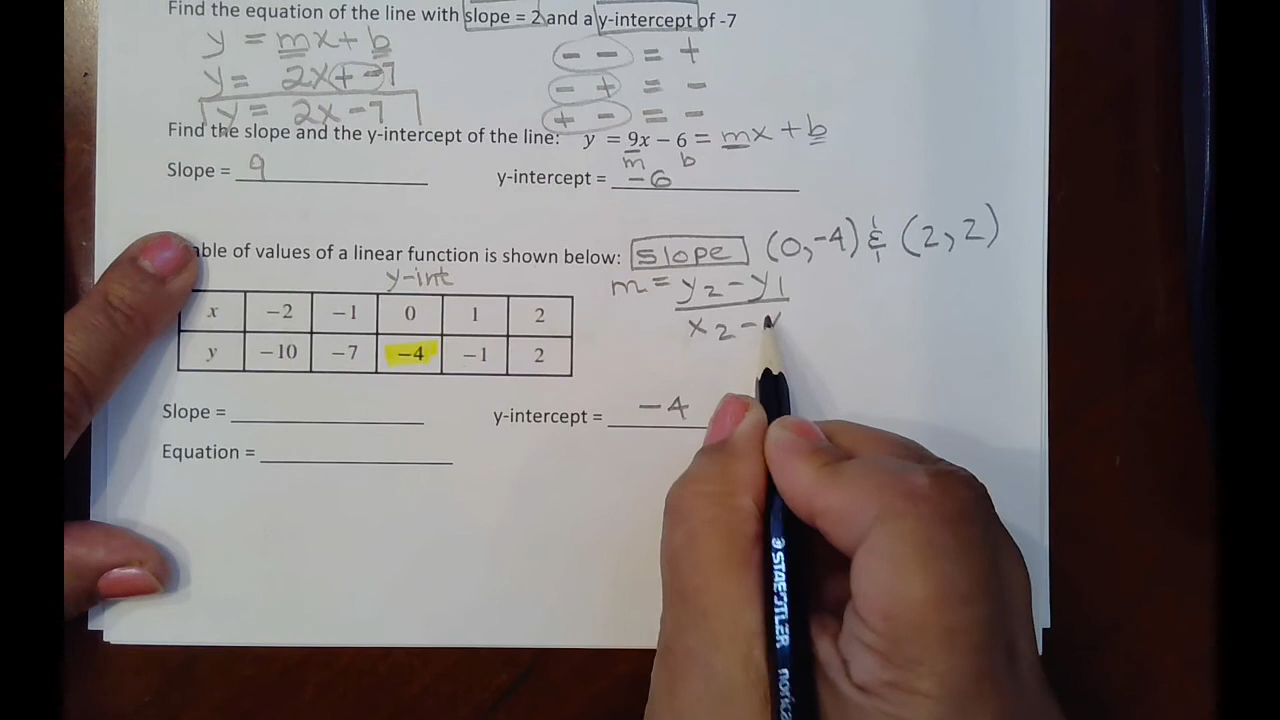 Find the equation of the line with slope = 2 and a y-intercept of -7
y = mx + b
y = 2x + -7
y = 2x - 7
- - = +
- + = -
+ - = -
Find the slope and the y-intercept of the line: y = 9x − 6 = mx + b
m b
Slope = 9
y-intercept = -6
able of values of a linear function is shown below: slope (0, -4) & (2, 2)
y-int
m = y2 - y1
x2 -
x −2 −1 0 1 2
y −10 −7 −4 −1 2
Slope = ____ y-intercept = -4
Equation = ____
STAEDTLER norica